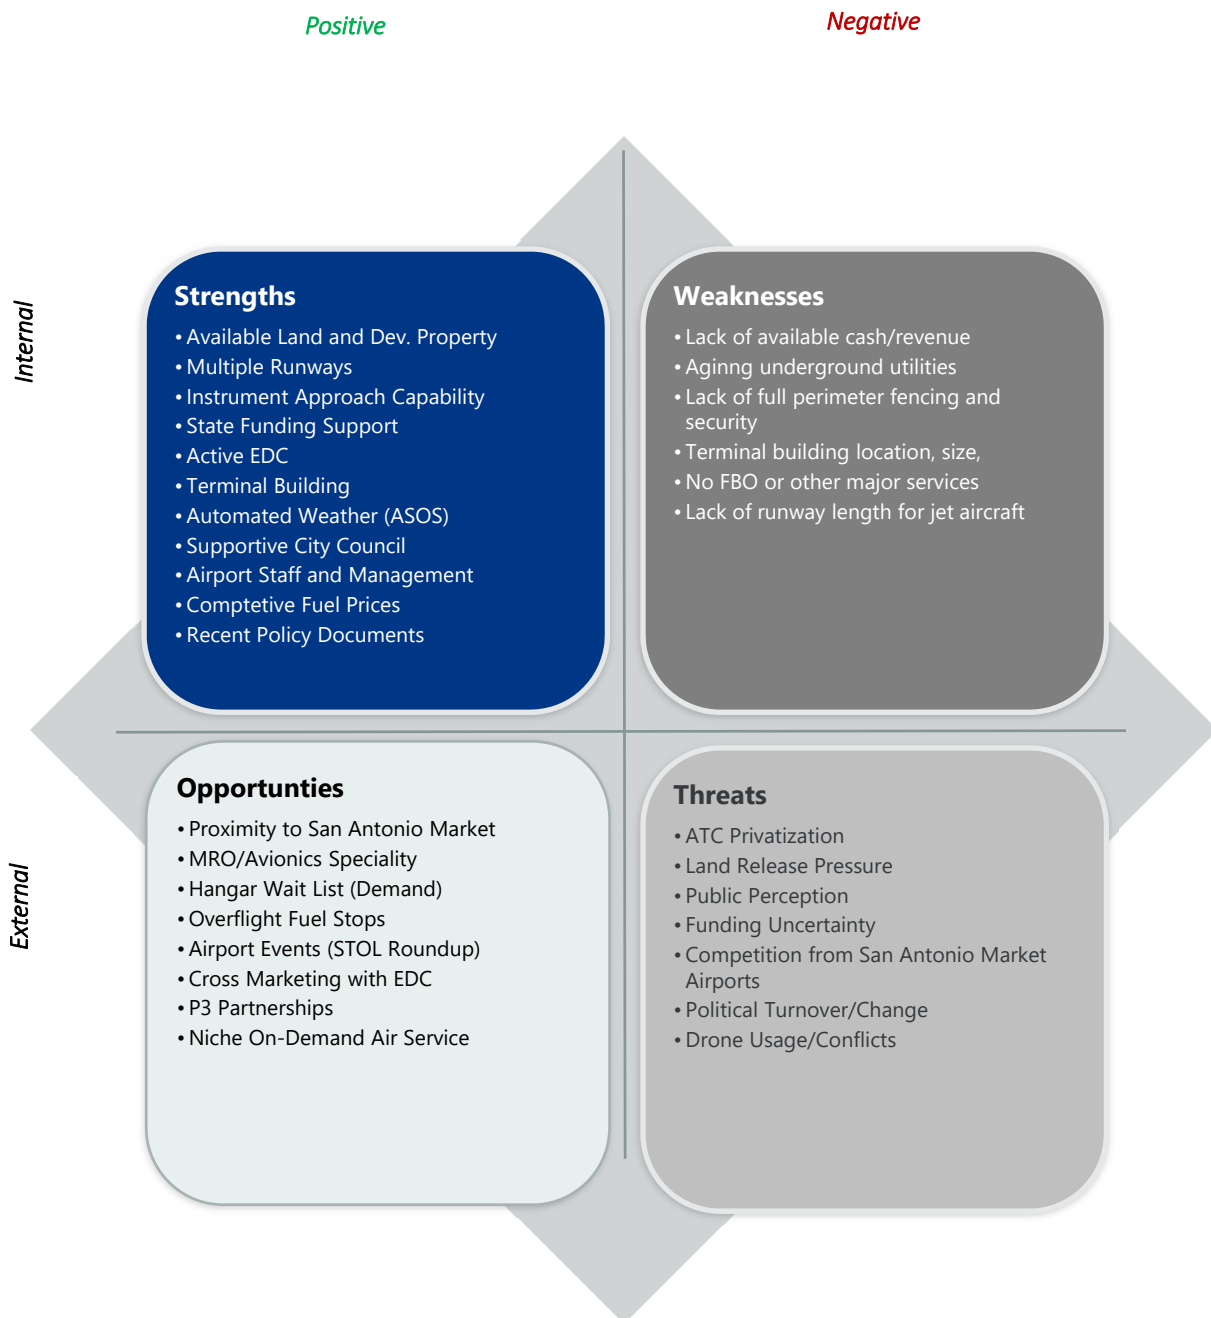 Positive
Negative
Internal
Strengths
• Available Land and Dev. Property
• Multiple Runways
• Instrument Approach Capability
• State Funding Support
• Active EDC
• Terminal Building
• Automated Weather (ASOS)
• Supportive City Council
• Airport Staff and Management
• Comptetive Fuel Prices
• Recent Policy Documents
Weaknesses
• Lack of available cash/revenue
• Aginng underground utilities
• Lack of full perimeter fencing and
security
• Terminal building location, size,
• No FBO or other major services
• Lack of runway length for jet aircraft
External
Opportunties
• Proximity to San Antonio Market
• MRO/Avionics Speciality
• Hangar Wait List (Demand)
• Overflight Fuel Stops
• Airport Events (STOL Roundup)
• Cross Marketing with EDC
• P3 Partnerships
• Niche On-Demand Air Service
Threats
• ATC Privatization
• Land Release Pressure
• Public Perception
• Funding Uncertainty
• Competition from San Antonio Market
Airports
• Political Turnover/Change
• Drone Usage/Conflicts